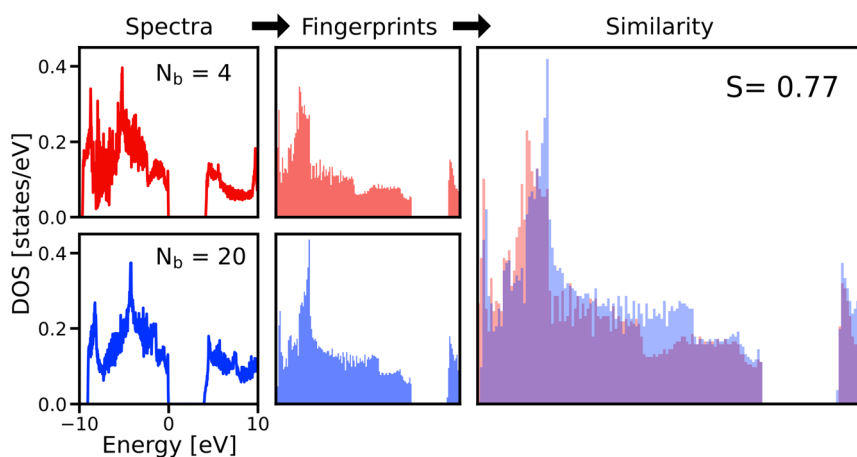 Spectra Fingerprints Similarity
DOS [states/eV]
0.4
0.2
0.0
N_b = 4
S= 0.77
0.4
0.2
0.0
N_b = 20
−10 0 10
Energy [eV]